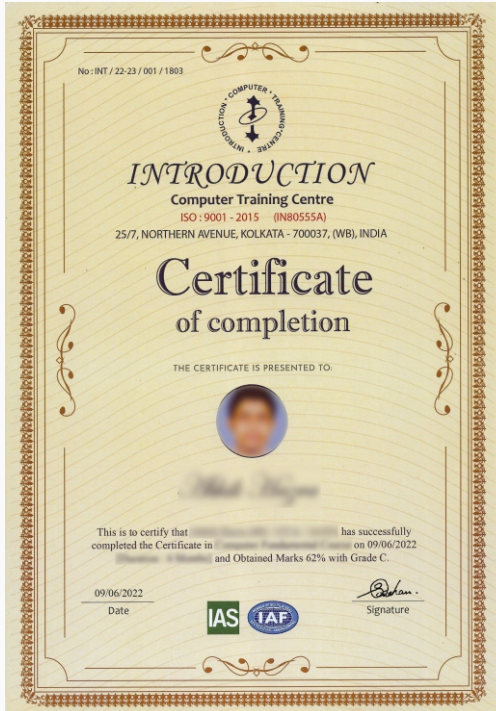 No : INT / 22-23 / 001 / 1803
INTRODUCTION • COMPUTER • TRAINING • CENTRE •
INTRODUCTION
Computer Training Centre
ISO : 9001 - 2015 (IN80555A)
25/7, NORTHERN AVENUE, KOLKATA - 700037, (WB), INDIA
Certificate
of completion
THE CERTIFICATE IS PRESENTED TO:
This is to certify that has successfully
completed the Certificate in on 09/06/2022
and Obtained Marks 62% with Grade C.
09/06/2022
Date
Signature
IAS
IAF